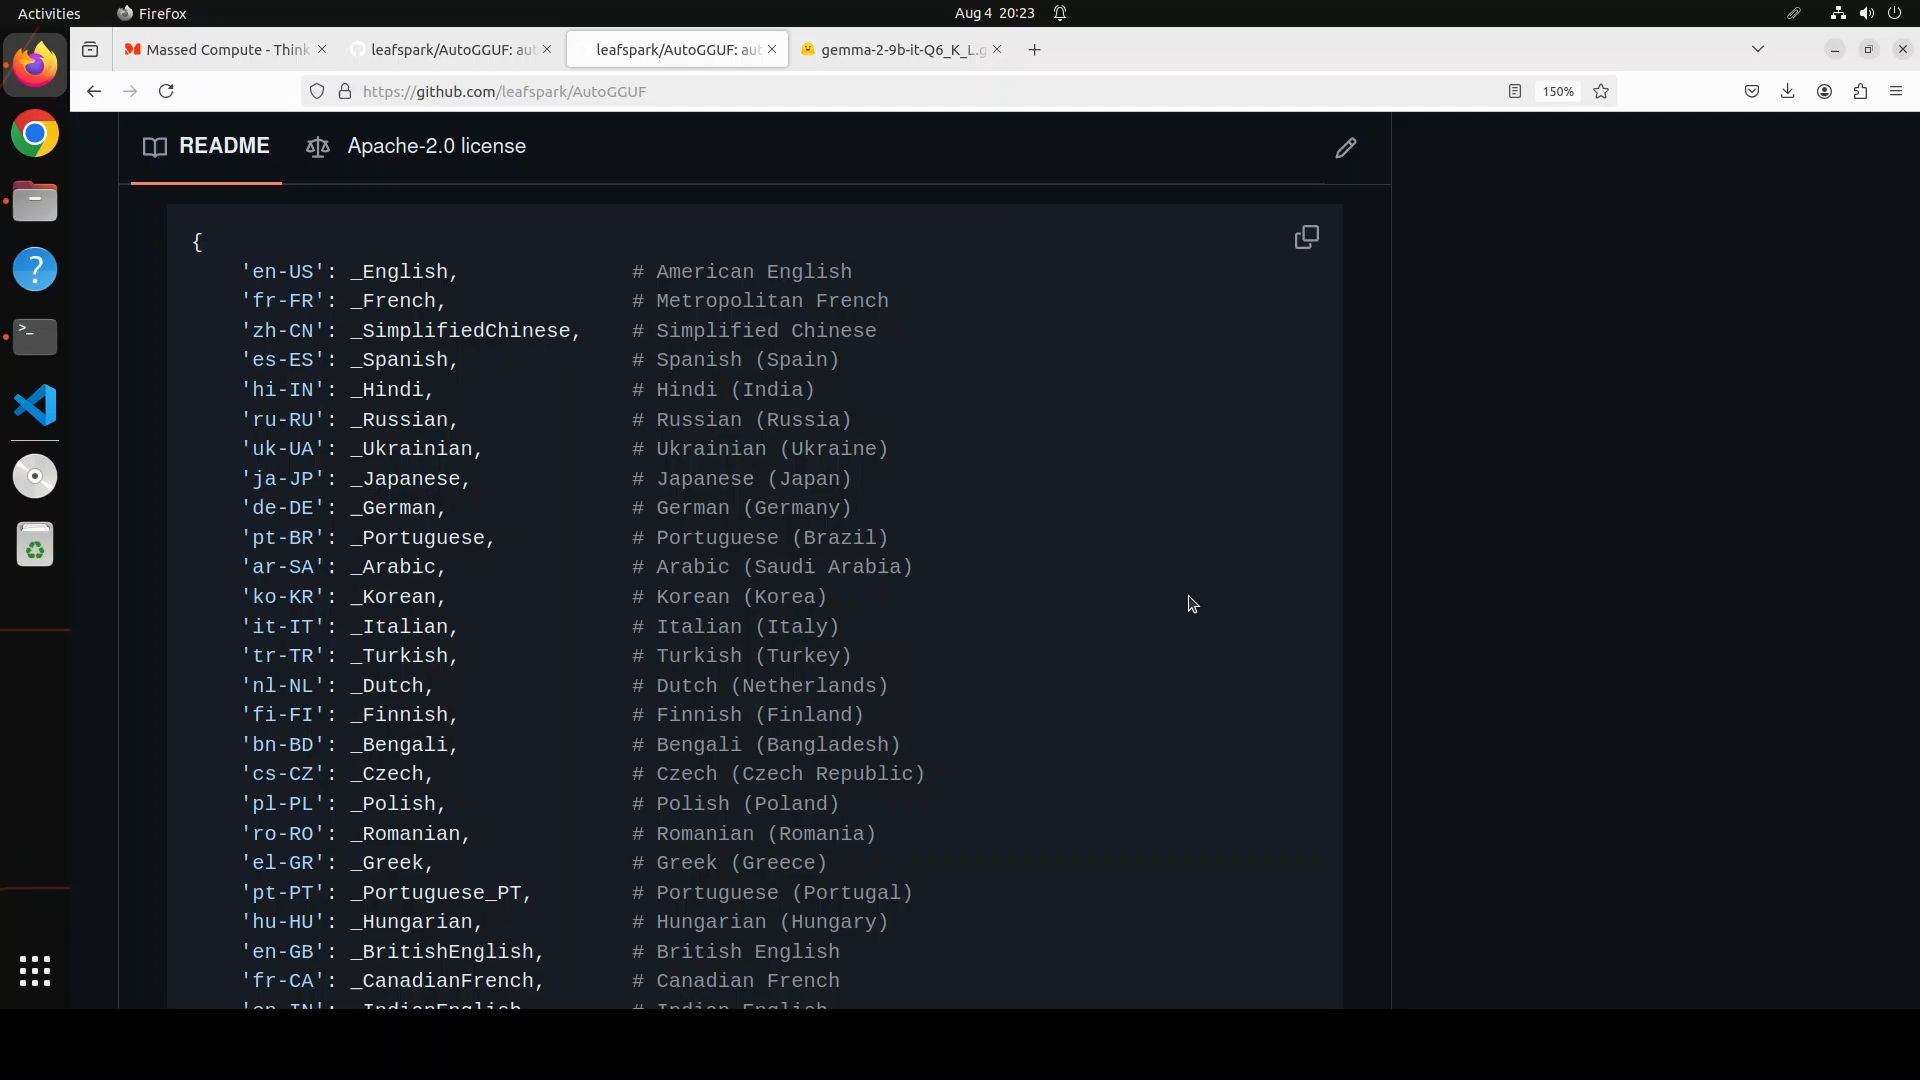 Activities Firefox Aug 4 20:23
Massed Compute - Think leafspark/AutoGGUF: aut leafspark/AutoGGUF: aut gemma-2-9b-it-Q6_K_L.g
https://github.com/leafspark/AutoGGUF 150%
README Apache-2.0 license
{
'en-US': _English, # American English
'fr-FR': _French, # Metropolitan French
'zh-CN': _SimplifiedChinese, # Simplified Chinese
'es-ES': _Spanish, # Spanish (Spain)
'hi-IN': _Hindi, # Hindi (India)
'ru-RU': _Russian, # Russian (Russia)
'uk-UA': _Ukrainian, # Ukrainian (Ukraine)
'ja-JP': _Japanese, # Japanese (Japan)
'de-DE': _German, # German (Germany)
'pt-BR': _Portuguese, # Portuguese (Brazil)
'ar-SA': _Arabic, # Arabic (Saudi Arabia)
'ko-KR': _Korean, # Korean (Korea)
'it-IT': _Italian, # Italian (Italy)
'tr-TR': _Turkish, # Turkish (Turkey)
'nl-NL': _Dutch, # Dutch (Netherlands)
'fi-FI': _Finnish, # Finnish (Finland)
'bn-BD': _Bengali, # Bengali (Bangladesh)
'cs-CZ': _Czech, # Czech (Czech Republic)
'pl-PL': _Polish, # Polish (Poland)
'ro-RO': _Romanian, # Romanian (Romania)
'el-GR': _Greek, # Greek (Greece)
'pt-PT': _Portuguese_PT, # Portuguese (Portugal)
'hu-HU': _Hungarian, # Hungarian (Hungary)
'en-GB': _BritishEnglish, # British English
'fr-CA': _CanadianFrench, # Canadian French
'en-IN': _IndianEnglish, # Indian English